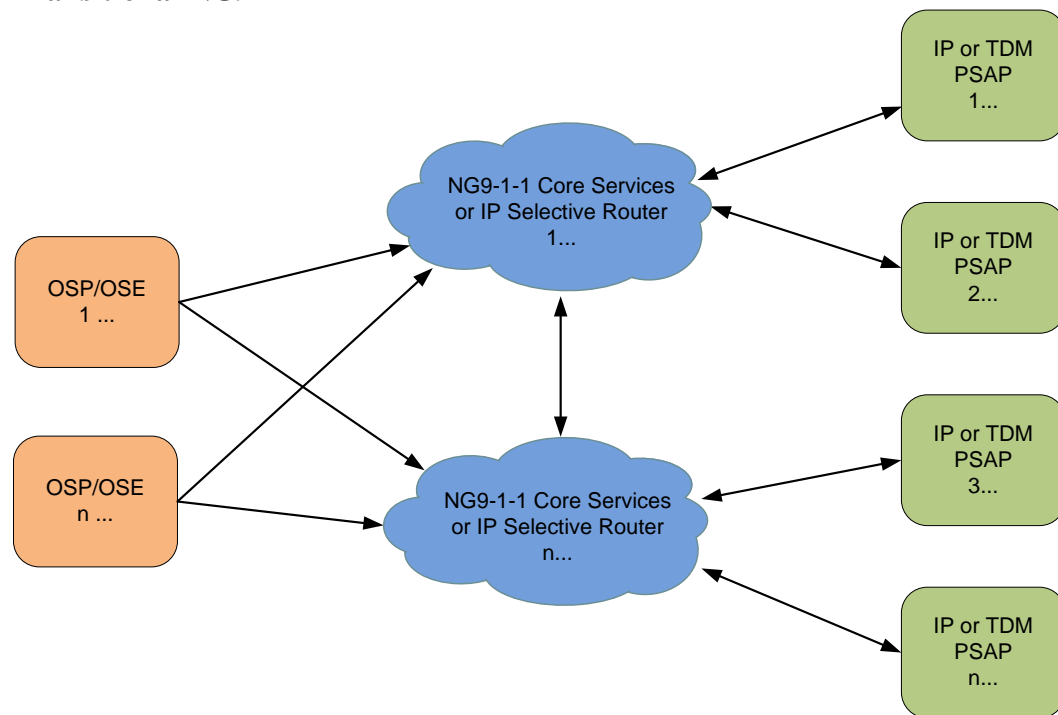 IP or TDM
PSAP
1...
NG9-1-1 Core Services
or IP Selective Router
1...
IP or TDM
PSAP
2...
OSP/OSE
1 ...
IP or TDM
PSAP
3...
OSP/OSE
n ...
NG9-1-1 Core Services
or IP Selective Router
n...
IP or TDM
PSAP
n...